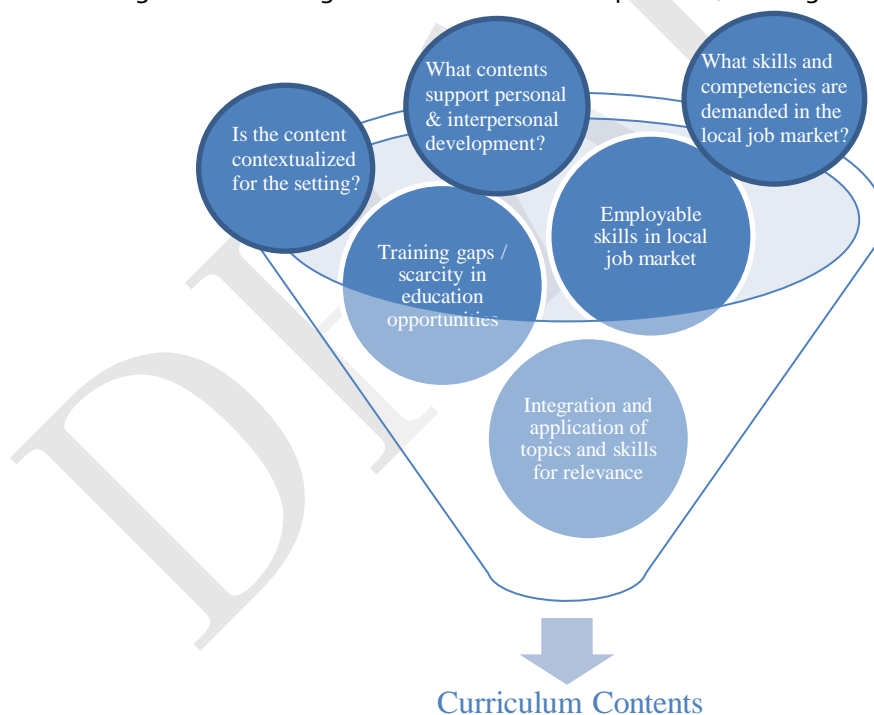 What contents
support personal
& interpersonal
development?
What skills and
competencies are
demanded in the
local job market?
Is the content
contextualized
for the setting?
Employable
skills in local
job market
Training gaps /
scarcity in
education
opportunities
Integration and
application of
topics and skills
for relevance
Curriculum Contents